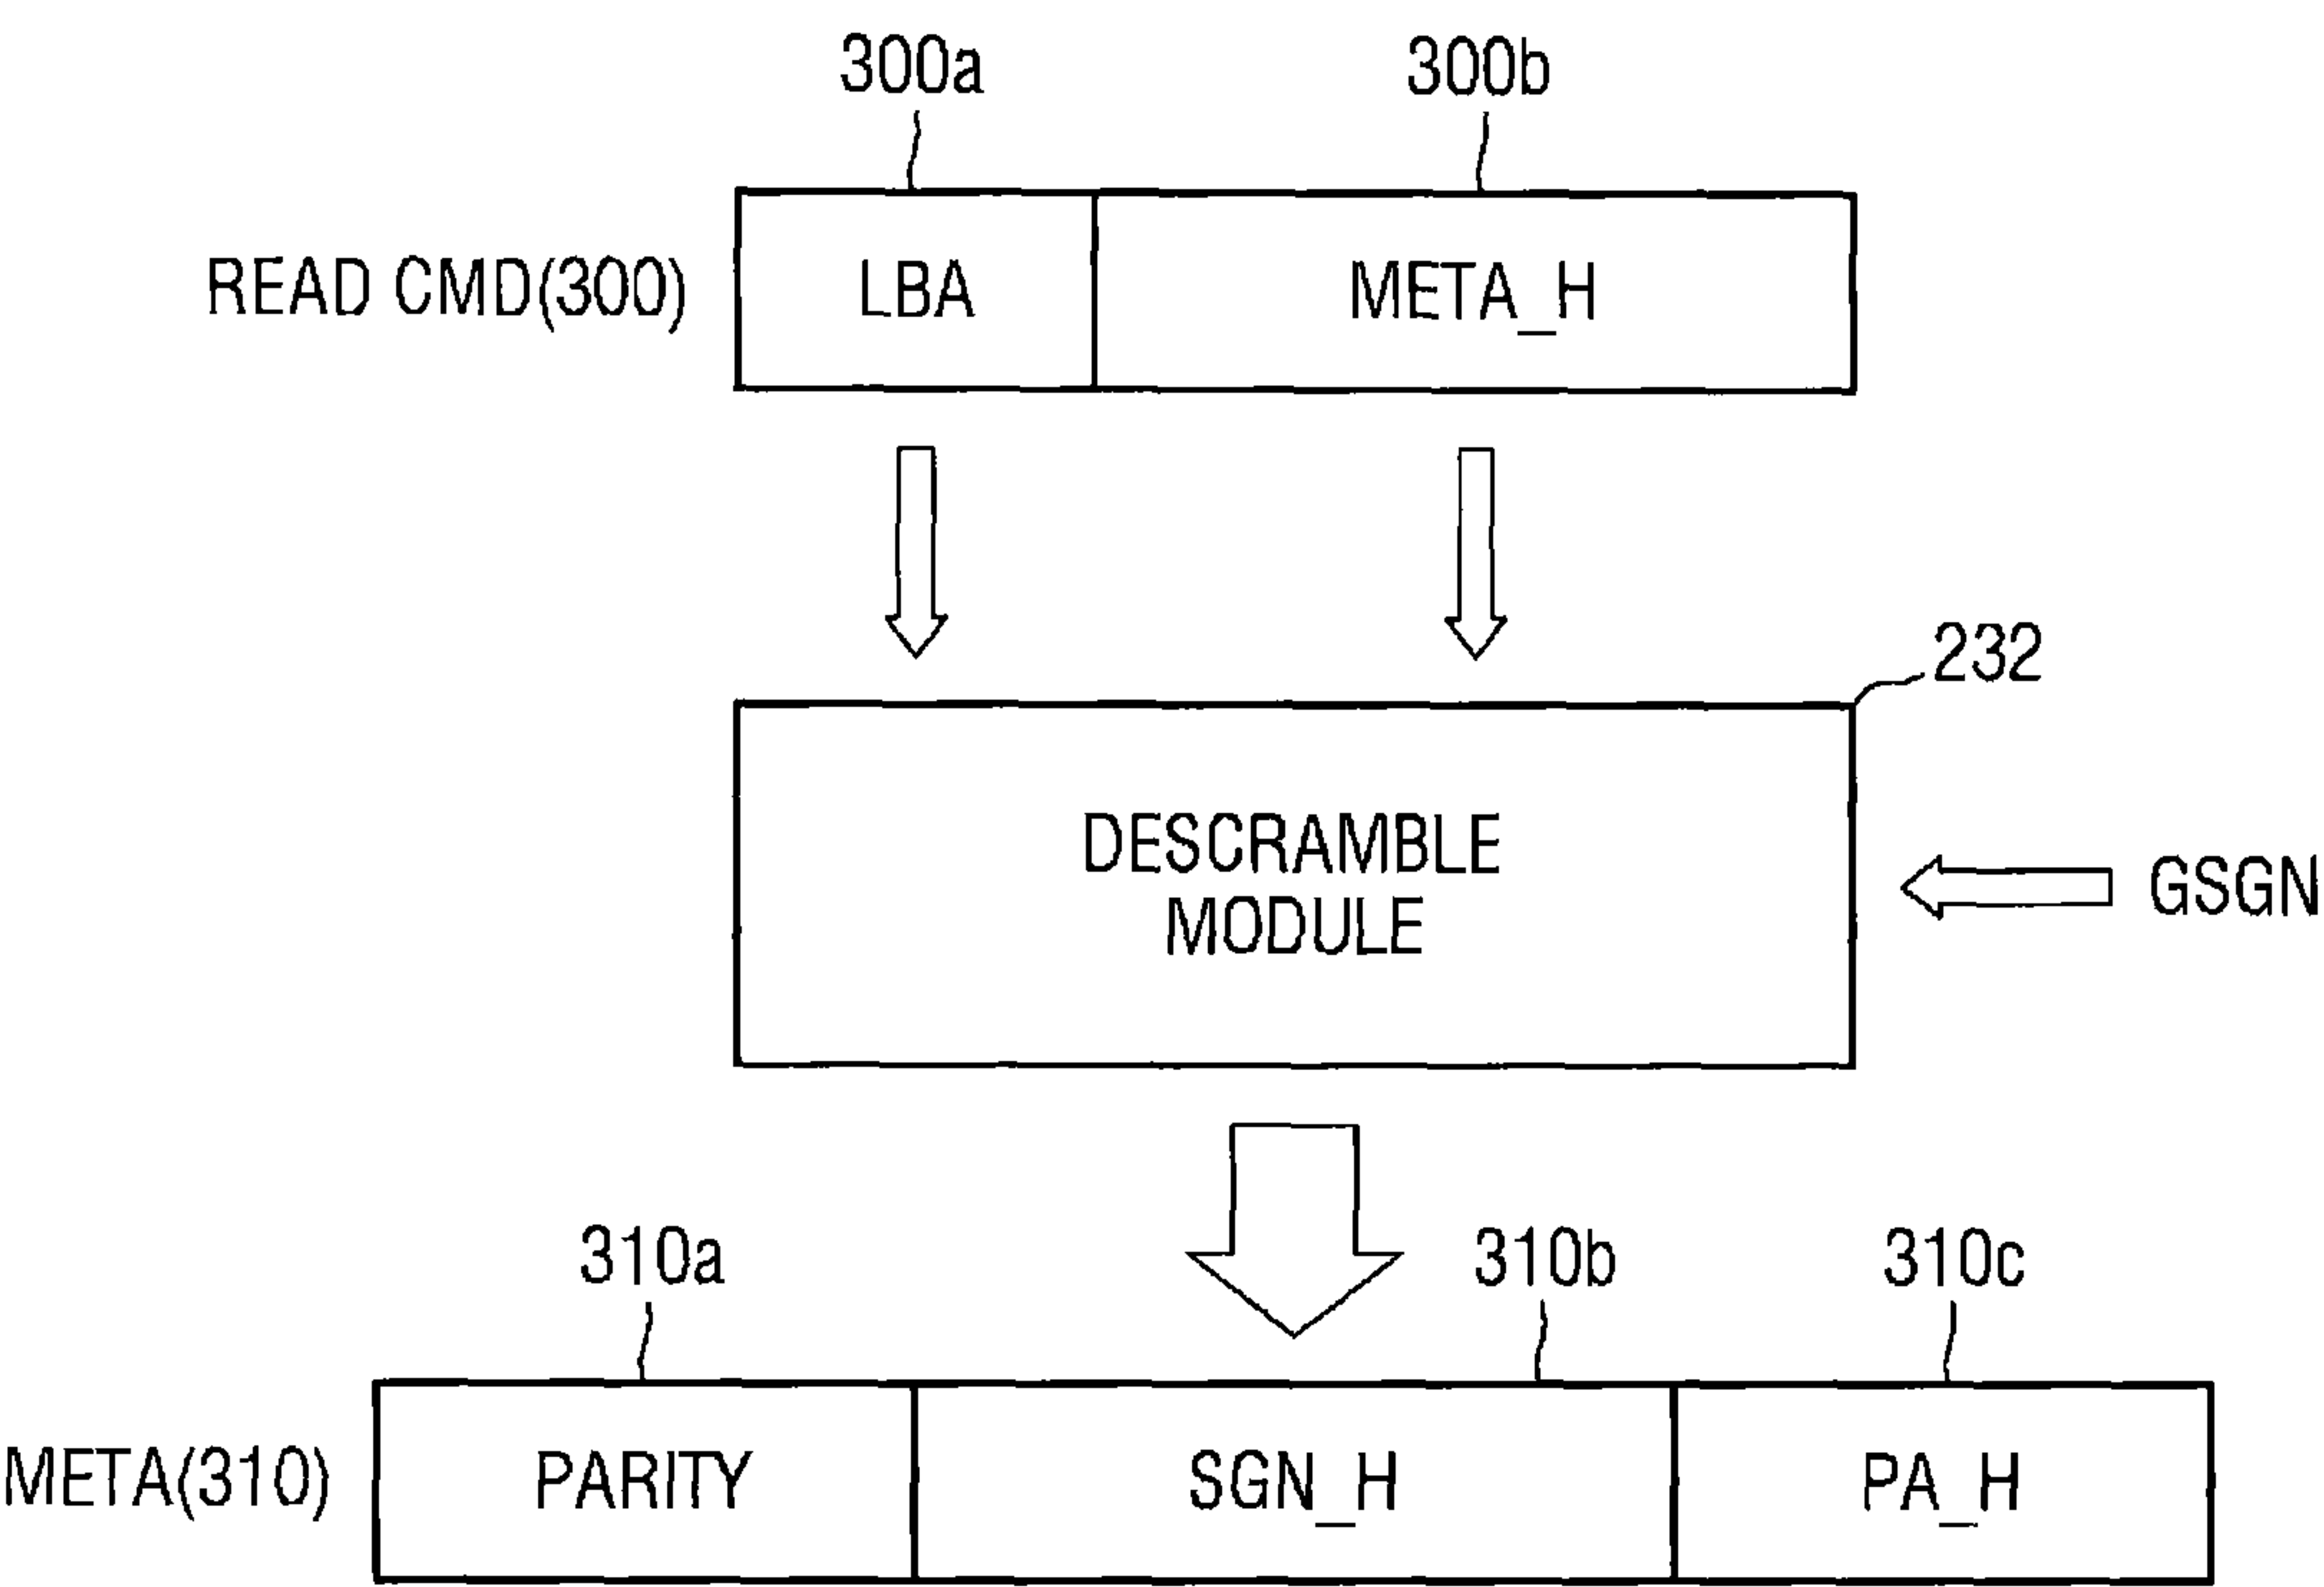 300a 300b
READ CMD(300) LBA META_H
232
DESCRAMBLE
MODULE
GSGN
310a 310b 310c
META(310) PARITY SGN_H PA_H